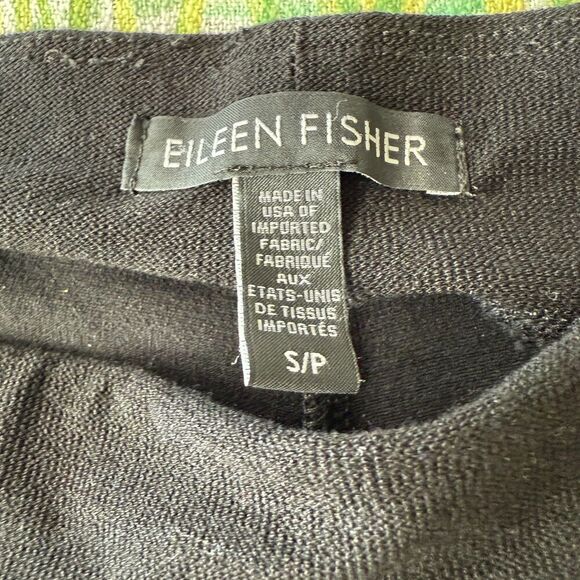 EILEEN FISHER
MADE IN
USA OF
IMPORTED
FABRIC/
FABRIQUÉ
AUX
ETATS-UNIS
DE TISSUS
IMPORTÉS
S/P